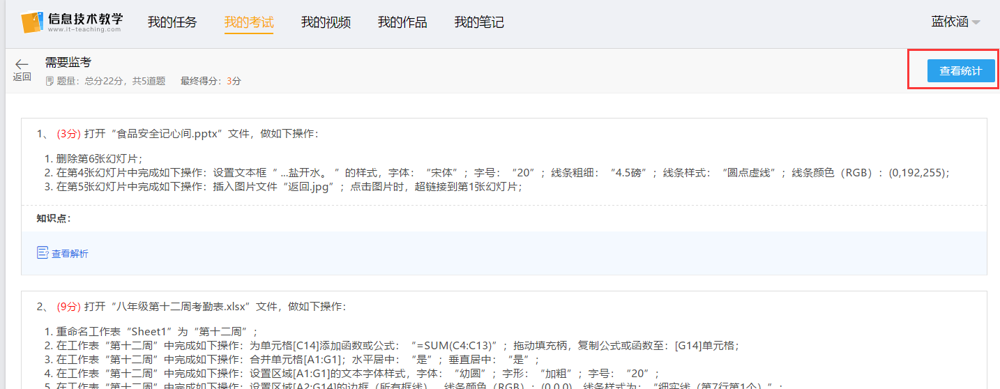 信息技术教学
www.it-teaching.com
我的任务 我的考试 我的视频 我的作品 我的笔记 蓝依涵
返回
需要监考
题量：总分22分，共5道题 最终得分：3分
查看统计
1、 (3分) 打开“食品安全记心间.pptx”文件，做如下操作：
1. 删除第6张幻灯片；
2. 在第4张幻灯片中完成如下操作：设置文本框“ ...盐开水。 ”的样式，字体：“宋体”；字号：“20”；线条粗细：“4.5磅”；线条样式：“圆点虚线”；线条颜色（RGB）：(0,192,255);
3. 在第5张幻灯片中完成如下操作：插入图片文件“返回.jpg”；点击图片时，超链接到第1张幻灯片；
知识点：
查看解析
2、 (9分) 打开“八年级第十二周考勤表.xlsx”文件，做如下操作：
1. 重命名工作表“Sheet1”为“第十二周”；
2. 在工作表“第十二周”中完成如下操作：为单元格[C14]添加函数或公式：“=SUM(C4:C13)”；拖动填充柄，复制公式或函数至：[G14]单元格；
3. 在工作表“第十二周”中完成如下操作：合并单元格[A1:G1]；水平居中：“是”；垂直居中：“是”；
4. 在工作表“第十二周”中完成如下操作：设置区域[A1:G1]的文本字体样式，字体：“幼圆”；字形：“加粗”；字号：“20”；
5. 在工作表“第十二周”中完成如下操作：设置区域[A2:G14]的边框（所有框线），线条颜色（RGB）：(0,0,0)，线条样式为：“细实线（第7行第1个）”；